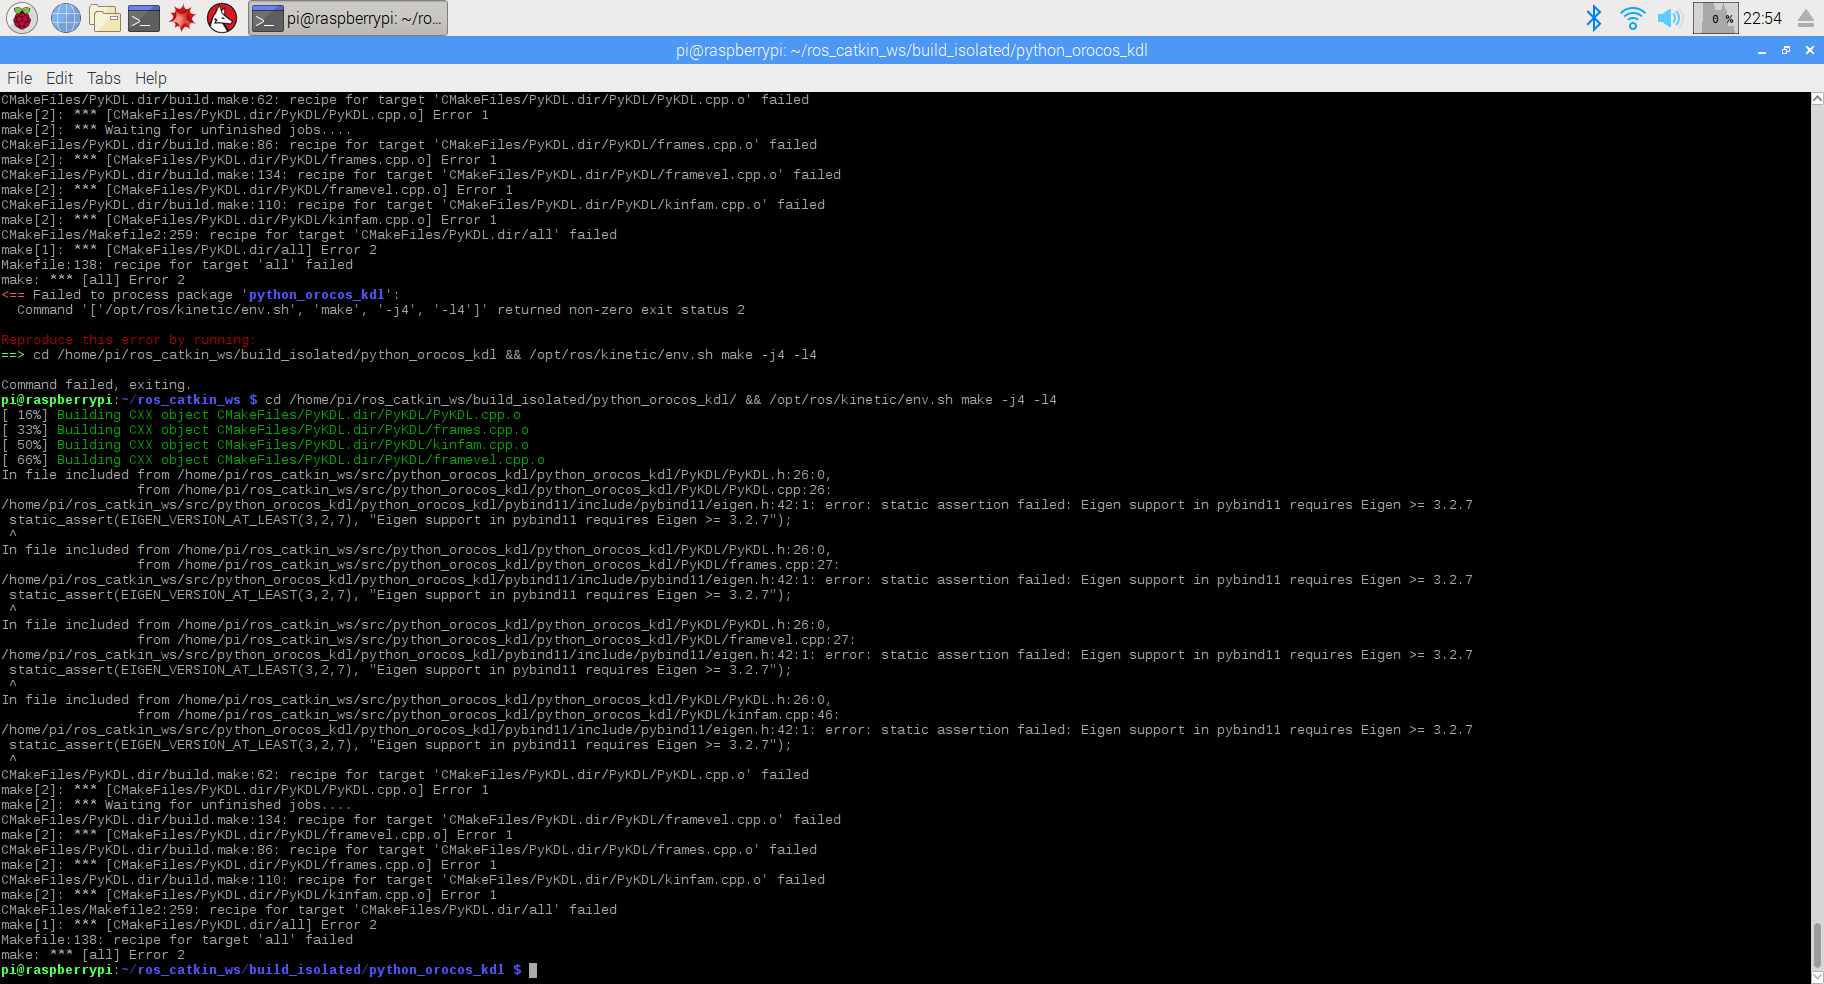 pi@raspberrypi: ~/ro...
0 %
22:54
pi@raspberrypi: ~/ros_catkin_ws/build_isolated/python_orocos_kdl
File Edit Tabs Help
CMakeFiles/PyKDL.dir/build.make:62: recipe for target 'CMakeFiles/PyKDL.dir/PyKDL/PyKDL.cpp.o' failed
make[2]: *** [CMakeFiles/PyKDL.dir/PyKDL/PyKDL.cpp.o] Error 1
make[2]: *** Waiting for unfinished jobs....
CMakeFiles/PyKDL.dir/build.make:86: recipe for target 'CMakeFiles/PyKDL.dir/PyKDL/frames.cpp.o' failed
make[2]: *** [CMakeFiles/PyKDL.dir/PyKDL/frames.cpp.o] Error 1
CMakeFiles/PyKDL.dir/build.make:134: recipe for target 'CMakeFiles/PyKDL.dir/PyKDL/framevel.cpp.o' failed
make[2]: *** [CMakeFiles/PyKDL.dir/PyKDL/framevel.cpp.o] Error 1
CMakeFiles/PyKDL.dir/build.make:110: recipe for target 'CMakeFiles/PyKDL.dir/PyKDL/kinfam.cpp.o' failed
make[2]: *** [CMakeFiles/PyKDL.dir/PyKDL/kinfam.cpp.o] Error 1
CMakeFiles/Makefile2:259: recipe for target 'CMakeFiles/PyKDL.dir/all' failed
make[1]: *** [CMakeFiles/PyKDL.dir/all] Error 2
Makefile:138: recipe for target 'all' failed
make: *** [all] Error 2
<== Failed to process package 'python_orocos_kdl':
  Command '['/opt/ros/kinetic/env.sh', 'make', '-j4', '-l4']' returned non-zero exit status 2
Reproduce this error by running:
==> cd /home/pi/ros_catkin_ws/build_isolated/python_orocos_kdl && /opt/ros/kinetic/env.sh make -j4 -l4
Command failed, exiting.
pi@raspberrypi:~/ros_catkin_ws $ cd /home/pi/ros_catkin_ws/build_isolated/python_orocos_kdl/ && /opt/ros/kinetic/env.sh make -j4 -l4
[ 16%] Building CXX object CMakeFiles/PyKDL.dir/PyKDL/PyKDL.cpp.o
[ 33%] Building CXX object CMakeFiles/PyKDL.dir/PyKDL/frames.cpp.o
[ 50%] Building CXX object CMakeFiles/PyKDL.dir/PyKDL/kinfam.cpp.o
[ 66%] Building CXX object CMakeFiles/PyKDL.dir/PyKDL/framevel.cpp.o
In file included from /home/pi/ros_catkin_ws/src/python_orocos_kdl/python_orocos_kdl/PyKDL/PyKDL.h:26:0,
                 from /home/pi/ros_catkin_ws/src/python_orocos_kdl/python_orocos_kdl/PyKDL/PyKDL.cpp:26:
/home/pi/ros_catkin_ws/src/python_orocos_kdl/python_orocos_kdl/pybind11/include/pybind11/eigen.h:42:1: error: static assertion failed: Eigen support in pybind11 requires Eigen >= 3.2.7
 static_assert(EIGEN_VERSION_AT_LEAST(3,2,7), "Eigen support in pybind11 requires Eigen >= 3.2.7");
 ^
In file included from /home/pi/ros_catkin_ws/src/python_orocos_kdl/python_orocos_kdl/PyKDL/PyKDL.h:26:0,
                 from /home/pi/ros_catkin_ws/src/python_orocos_kdl/python_orocos_kdl/PyKDL/frames.cpp:27:
/home/pi/ros_catkin_ws/src/python_orocos_kdl/python_orocos_kdl/pybind11/include/pybind11/eigen.h:42:1: error: static assertion failed: Eigen support in pybind11 requires Eigen >= 3.2.7
 static_assert(EIGEN_VERSION_AT_LEAST(3,2,7), "Eigen support in pybind11 requires Eigen >= 3.2.7");
 ^
In file included from /home/pi/ros_catkin_ws/src/python_orocos_kdl/python_orocos_kdl/PyKDL/PyKDL.h:26:0,
                 from /home/pi/ros_catkin_ws/src/python_orocos_kdl/python_orocos_kdl/PyKDL/framevel.cpp:27:
/home/pi/ros_catkin_ws/src/python_orocos_kdl/python_orocos_kdl/pybind11/include/pybind11/eigen.h:42:1: error: static assertion failed: Eigen support in pybind11 requires Eigen >= 3.2.7
 static_assert(EIGEN_VERSION_AT_LEAST(3,2,7), "Eigen support in pybind11 requires Eigen >= 3.2.7");
 ^
In file included from /home/pi/ros_catkin_ws/src/python_orocos_kdl/python_orocos_kdl/PyKDL/PyKDL.h:26:0,
                 from /home/pi/ros_catkin_ws/src/python_orocos_kdl/python_orocos_kdl/PyKDL/kinfam.cpp:46:
/home/pi/ros_catkin_ws/src/python_orocos_kdl/python_orocos_kdl/pybind11/include/pybind11/eigen.h:42:1: error: static assertion failed: Eigen support in pybind11 requires Eigen >= 3.2.7
 static_assert(EIGEN_VERSION_AT_LEAST(3,2,7), "Eigen support in pybind11 requires Eigen >= 3.2.7");
 ^
CMakeFiles/PyKDL.dir/build.make:62: recipe for target 'CMakeFiles/PyKDL.dir/PyKDL/PyKDL.cpp.o' failed
make[2]: *** [CMakeFiles/PyKDL.dir/PyKDL/PyKDL.cpp.o] Error 1
make[2]: *** Waiting for unfinished jobs....
CMakeFiles/PyKDL.dir/build.make:134: recipe for target 'CMakeFiles/PyKDL.dir/PyKDL/framevel.cpp.o' failed
make[2]: *** [CMakeFiles/PyKDL.dir/PyKDL/framevel.cpp.o] Error 1
CMakeFiles/PyKDL.dir/build.make:86: recipe for target 'CMakeFiles/PyKDL.dir/PyKDL/frames.cpp.o' failed
make[2]: *** [CMakeFiles/PyKDL.dir/PyKDL/frames.cpp.o] Error 1
CMakeFiles/PyKDL.dir/build.make:110: recipe for target 'CMakeFiles/PyKDL.dir/PyKDL/kinfam.cpp.o' failed
make[2]: *** [CMakeFiles/PyKDL.dir/PyKDL/kinfam.cpp.o] Error 1
CMakeFiles/Makefile2:259: recipe for target 'CMakeFiles/PyKDL.dir/all' failed
make[1]: *** [CMakeFiles/PyKDL.dir/all] Error 2
Makefile:138: recipe for target 'all' failed
make: *** [all] Error 2
pi@raspberrypi:~/ros_catkin_ws/build_isolated/python_orocos_kdl $